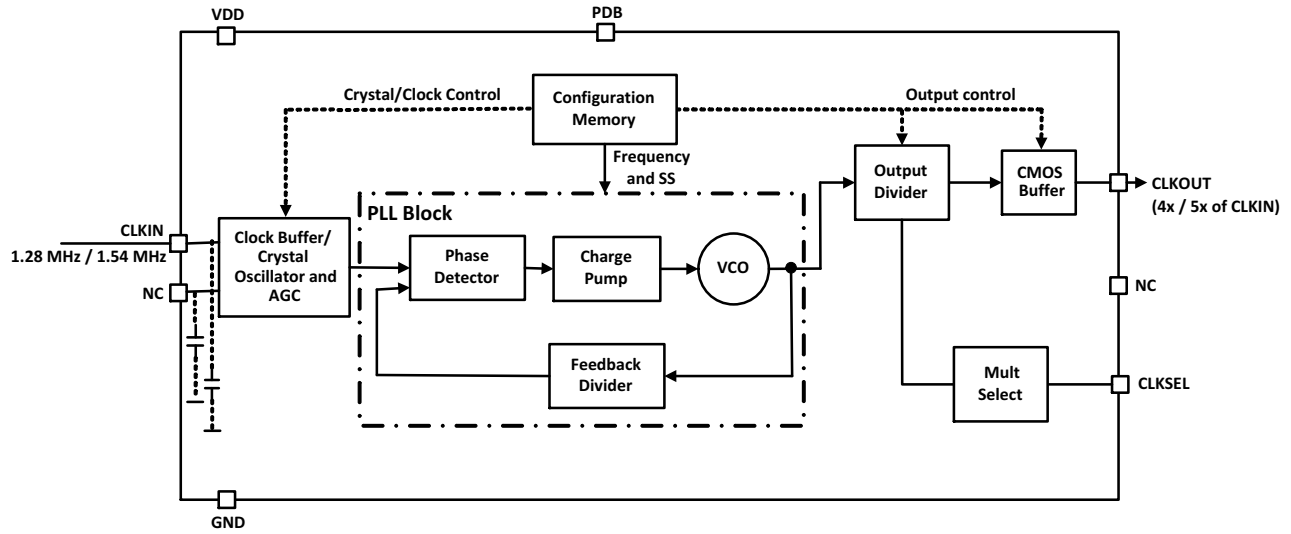 VDD
PDB
Crystal/Clock Control
Configuration
Memory
Output control
Frequency
and SS
Output
Divider
CMOS
Buffer
CLKOUT
(4x / 5x of CLKIN)
PLL Block
CLKIN
1.28 MHz / 1.54 MHz
Clock Buffer/
Crystal
Oscillator and
AGC
Phase
Detector
Charge
Pump
VCO
NC
NC
Feedback
Divider
Mult
Select
CLKSEL
GND